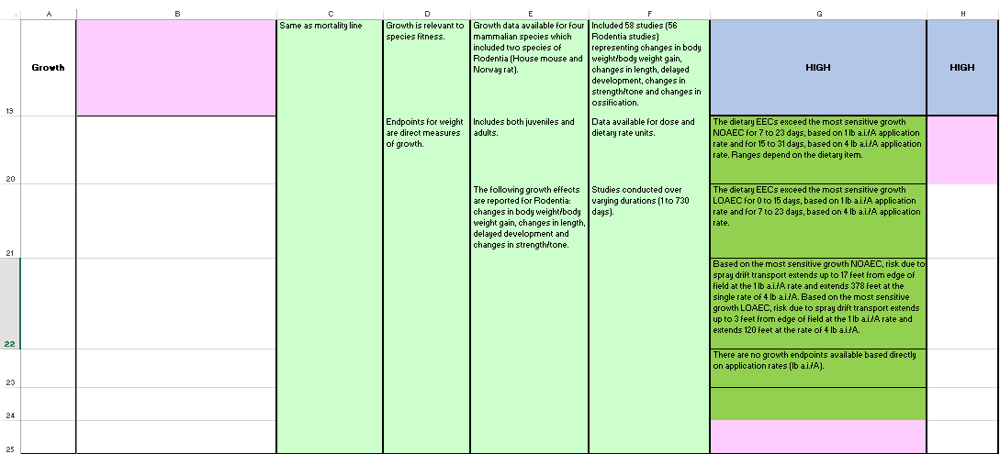 A B C D E F G H
19
Growth
Same as mortality line
Growth is relevant to
species fitness.
Growth data available for four
mammalian species which
included two species of
Rodentia (House mouse and
Norway rat).
Included 58 studies (56
Rodentia studies)
representing changes in body
weight/body weight gain,
changes in length, delayed
development, changes in
strength/tone and changes in
ossification.
HIGH
HIGH
20
Endpoints for weight
are direct measures
of growth.
Includes both juveniles and
adults.
Data available for dose and
dietary rate units.
The dietary EECs exceed the most sensitive growth
NOAEC for 7 to 23 days, based on 1 lb a.i./A application
rate and for 15 to 31 days, based on 4 lb a.i./A application
rate. Ranges depend on the dietary item.
21
The following growth effects
are reported for Rodentia:
changes in body weight/body
weight gain, changes in length,
delayed development and
changes in strength/tone.
Studies conducted over
varying durations (1 to 730
days).
The dietary EECs exceed the most sensitive growth
LOAEC for 0 to 15 days, based on 1 lb a.i./A application
rate and for 7 to 23 days, based on 4 lb a.i./A application
rate.
22
Based on the most sensitive growth NOAEC, risk due to
spray drift transport extends up to 17 feet from edge of
field at the 1 lb a.i./A rate and extends 378 feet at the
single rate of 4 lb a.i./A. Based on the most sensitive
growth LOAEC, risk due to spray drift transport extends
up to 3 feet from edge of field at the 1 lb a.i./A rate and
extends 120 feet at the rate of 4 lb a.i./A.
23
There are no growth endpoints available based directly
on application rates (lb a.i./A).
24
25